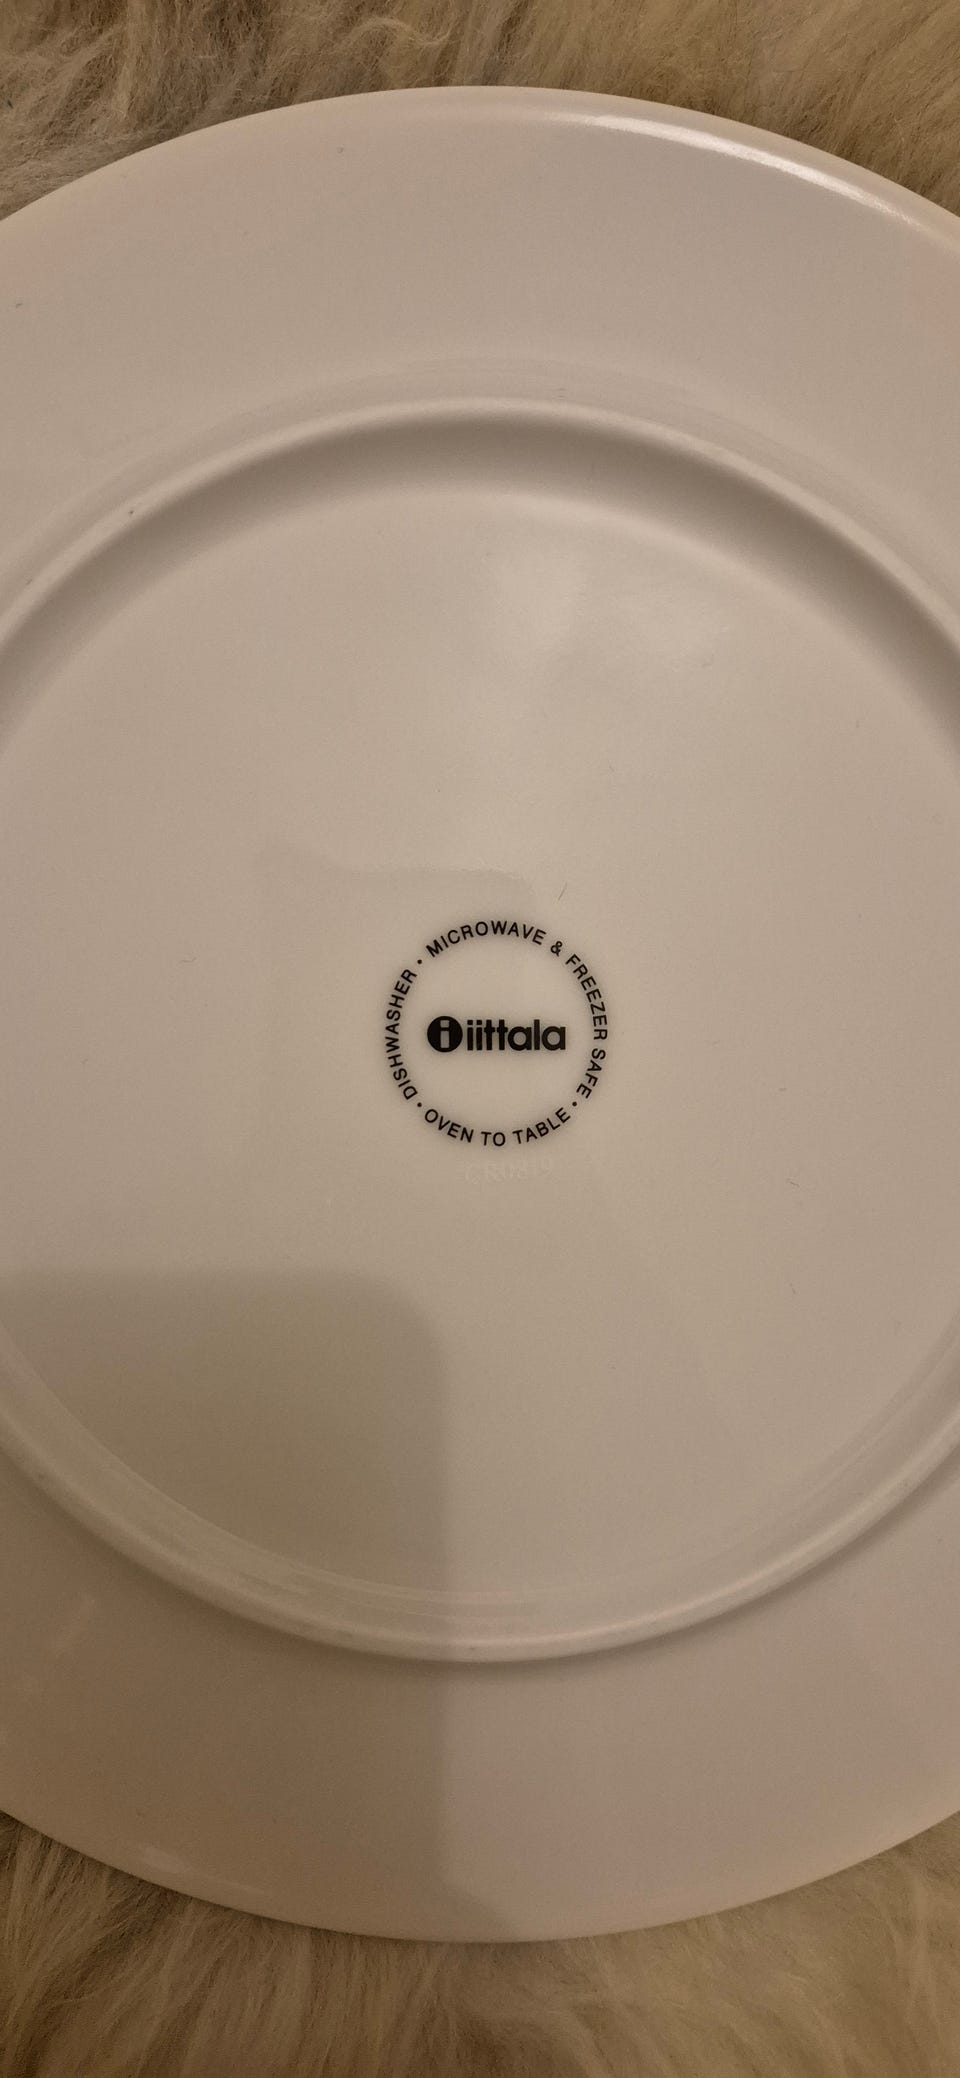 MICROWAVE & FREEZER SAFE •
OVEN TO TABLE •
DISHWASHER •
i iittala